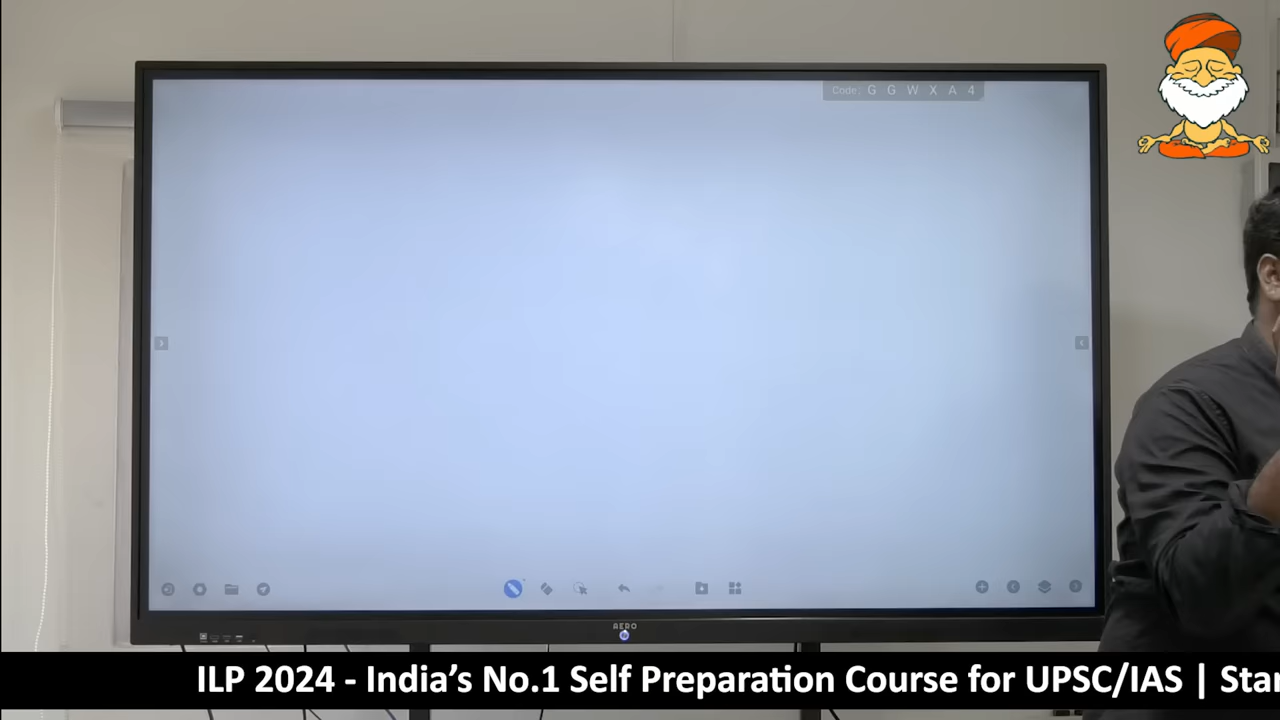 Code: G G W X A 4
AERO
ILP 2024 - India's No.1 Self Preparation Course for UPSC/IAS | Star